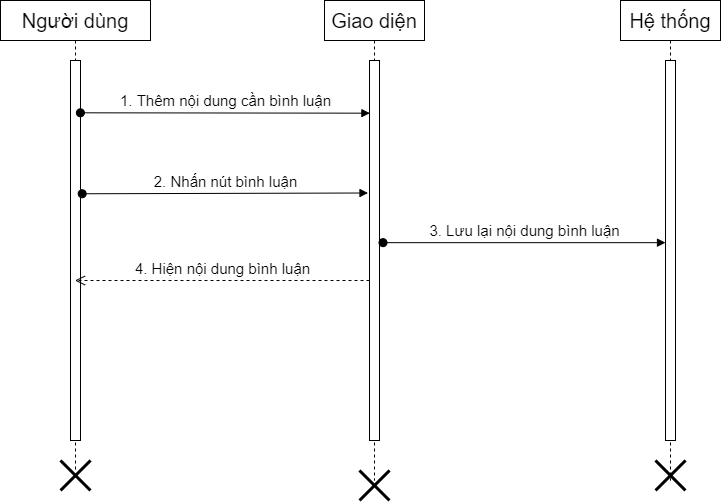 Người dùng
Giao diện
Hệ thống
1. Thêm nội dung cần bình luận
2. Nhấn nút bình luận
3. Lưu lại nội dung bình luận
4. Hiện nội dung bình luận